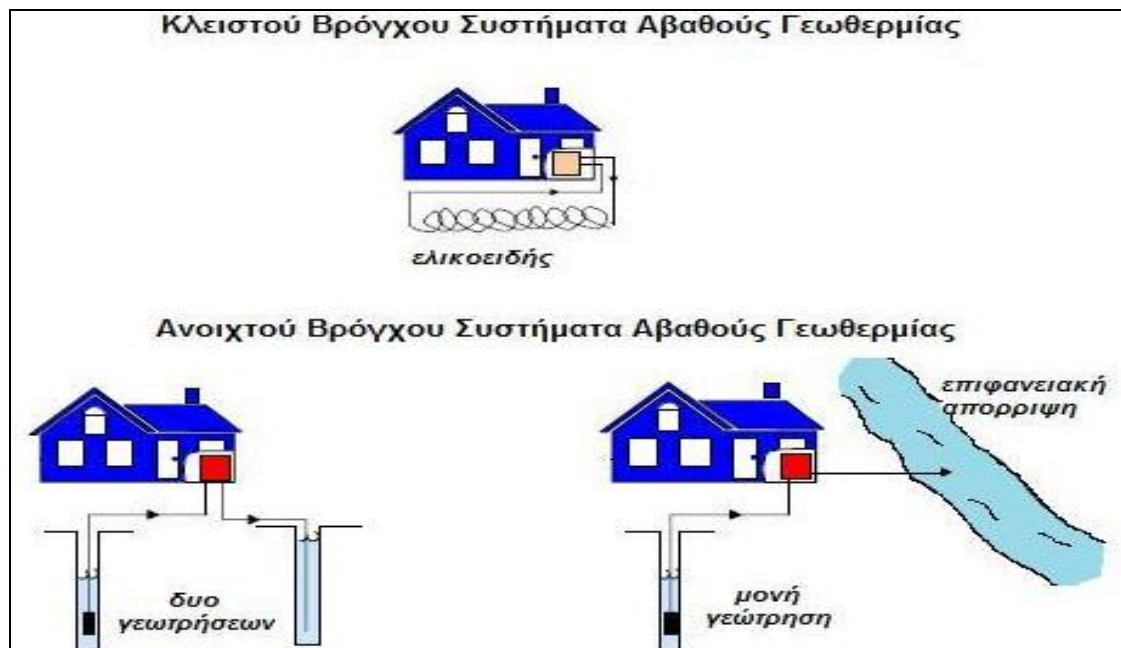 Κλειστού Βρόγχου Συστήματα Αβαθούς Γεωθερμίας
ελικοειδής
Ανοιχτού Βρόγχου Συστήματα Αβαθούς Γεωθερμίας
επιφανειακή
απορριψη
δυο
γεωτρήσεων
μονή
γεώτρηση